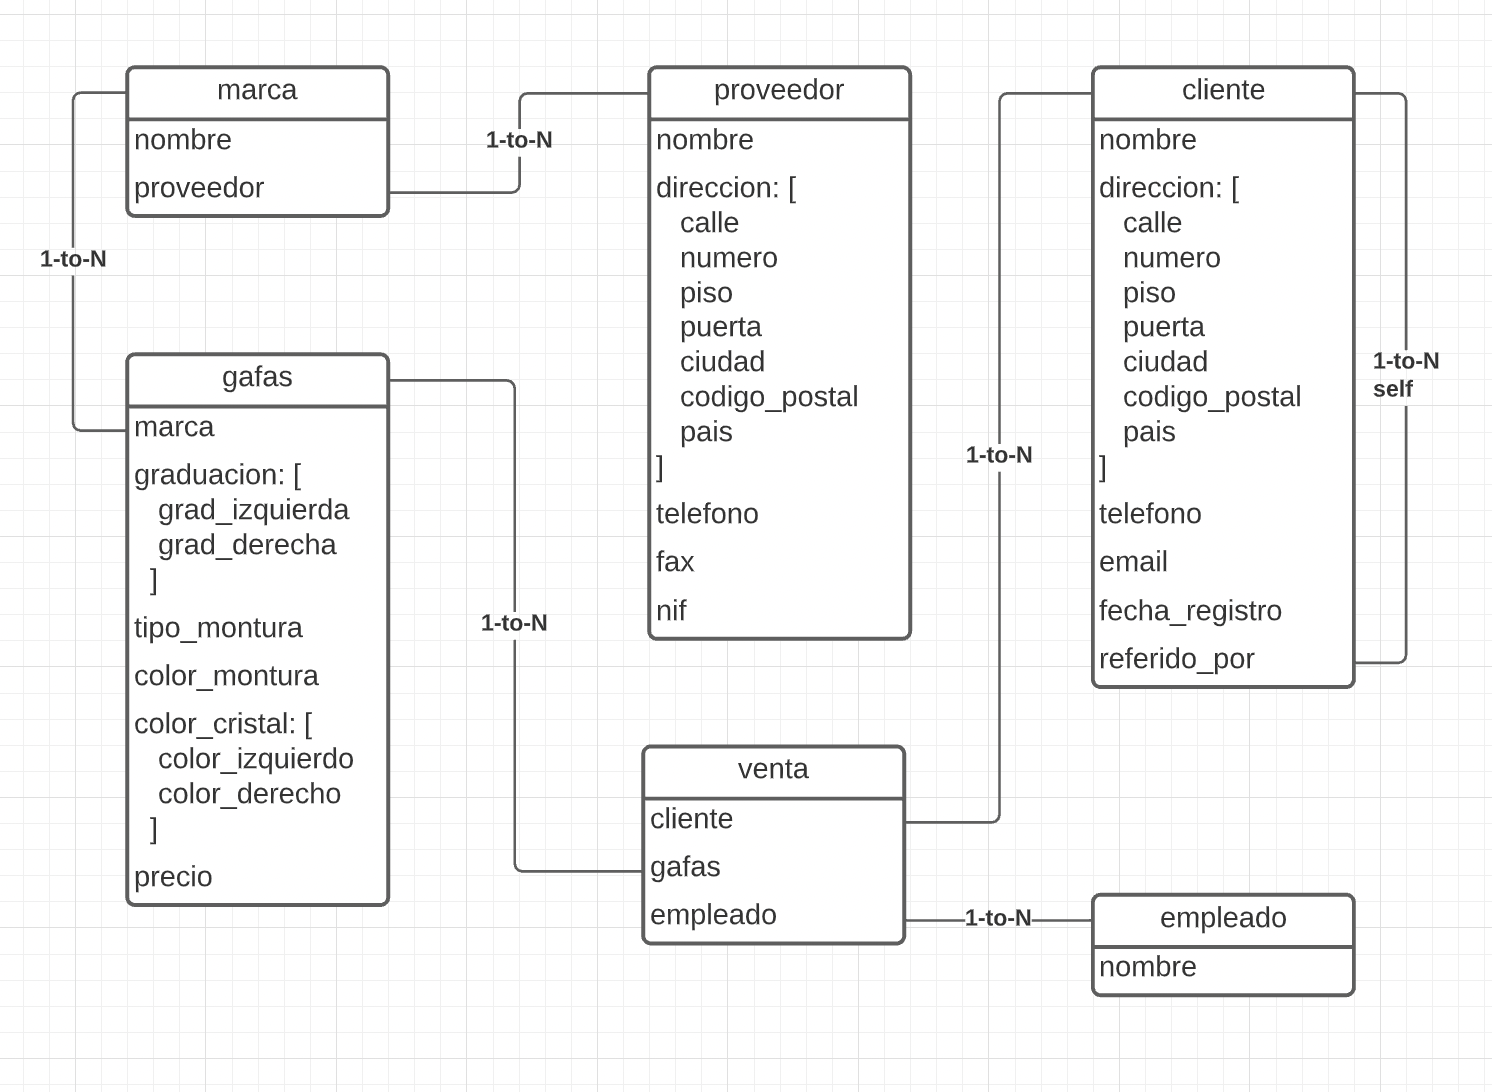 marca
nombre
proveedor
1-to-N
1-to-N
gafas
marca
graduacion: [
grad_izquierda
grad_derecha
]
tipo_montura
color_montura
color_cristal: [
color_izquierdo
color_derecho
]
precio
1-to-N
proveedor
nombre
direccion: [
calle
numero
piso
puerta
ciudad
codigo_postal
pais
]
telefono
fax
nif
cliente
nombre
direccion: [
calle
numero
piso
puerta
ciudad
codigo_postal
pais
]
telefono
email
fecha_registro
referido_por
1-to-N
self
1-to-N
venta
cliente
gafas
empleado
1-to-N
empleado
nombre